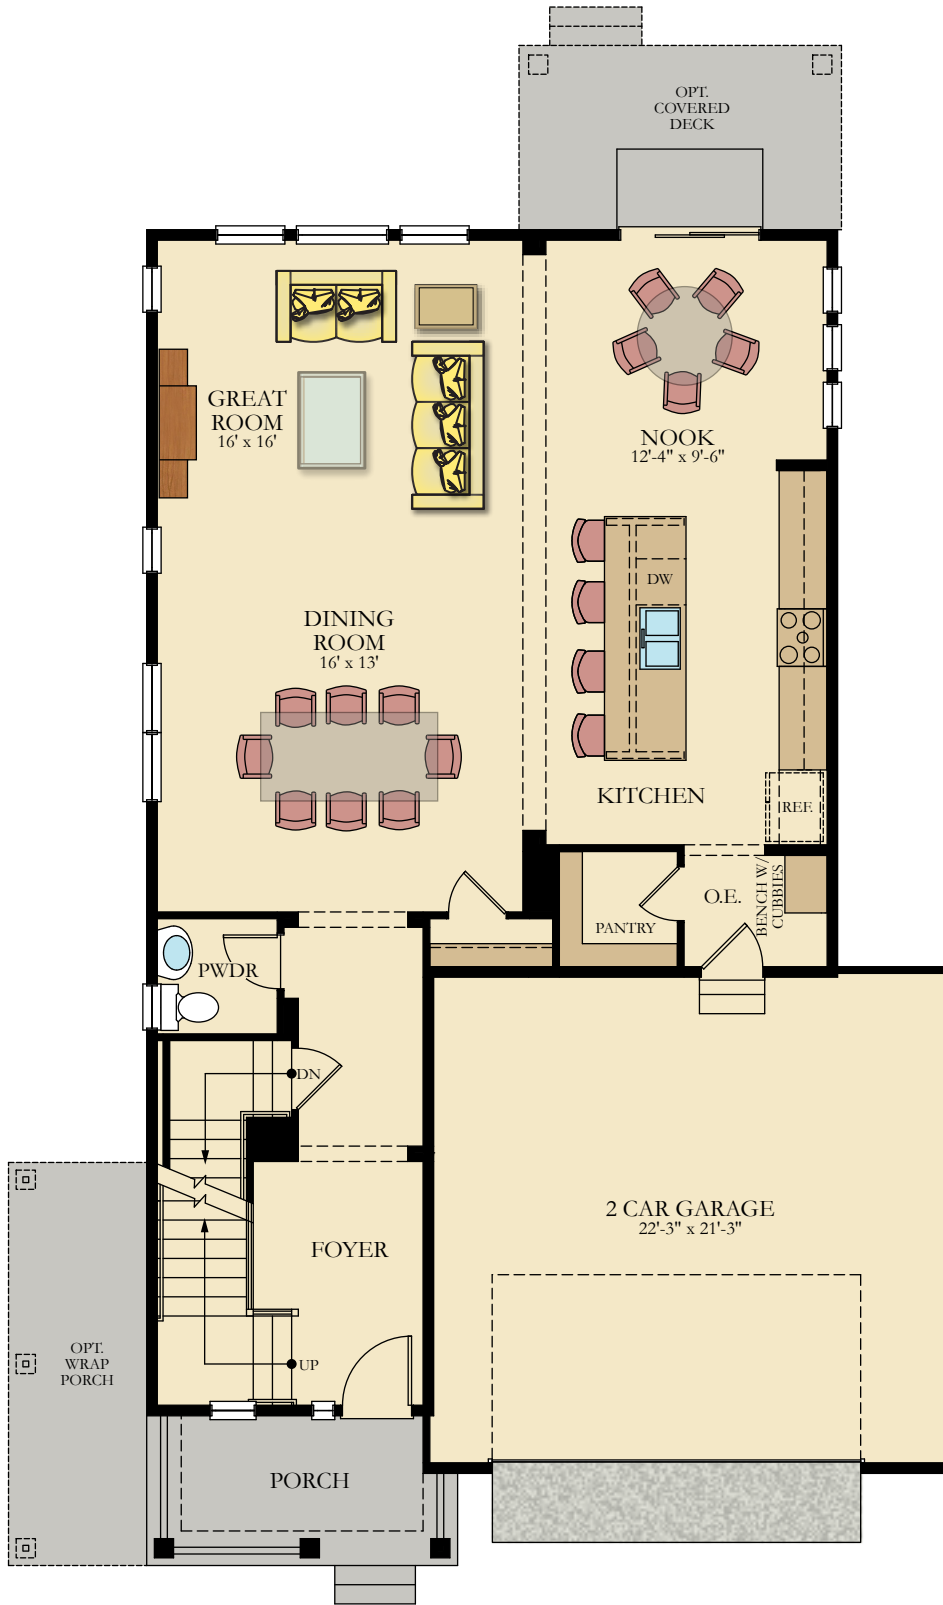 OPT.
COVERED
DECK
GREAT
ROOM
16' x 16'
NOOK
12'-4" x 9'-6"
DW
DINING
ROOM
16' x 13'
KITCHEN
REF.
PANTRY
O.E.
BENCH W/
CUBBIES
PWDR
DN
2 CAR GARAGE
22'-3" x 21'-3"
FOYER
UP
OPT.
WRAP
PORCH
PORCH